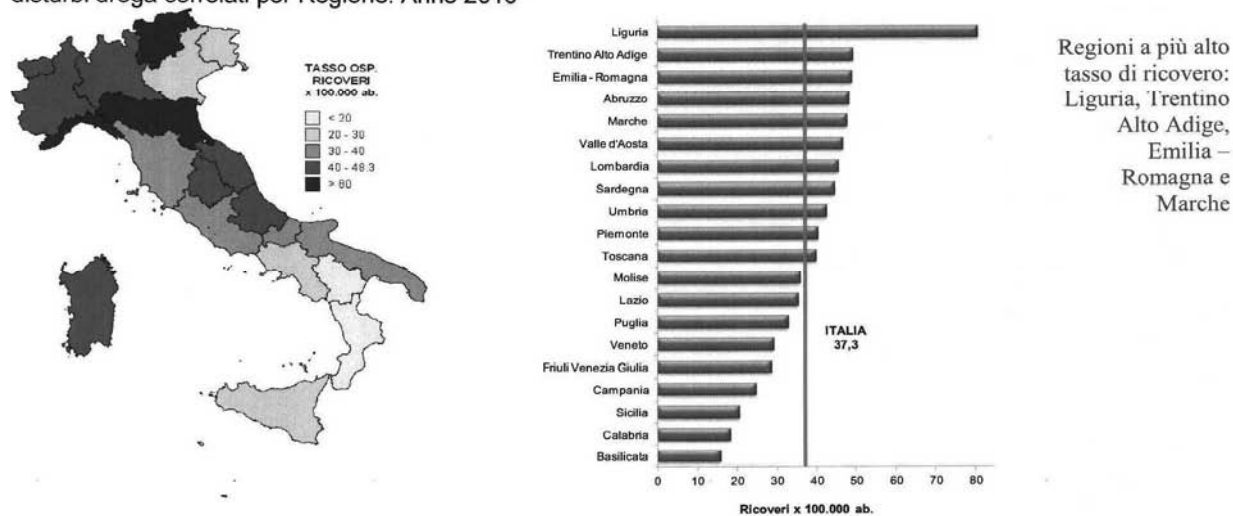 disturbi droga correlati per Regione. Anno 2010
TASSO OSP.
RICOVERI
x 100.000 ab.
< 20
20 - 30
30 - 40
40 - 48.3
> 60
Liguria
Trentino Alto Adige
Emilia - Romagna
Abruzzo
Marche
Valle d'Aosta
Lombardia
Sardegna
Umbria
Piemonte
Toscana
Molise
Lazio
Puglia
Veneto
Friuli Venezia Giulia
Campania
Sicilia
Calabria
Basilicata
ITALIA
37,3
0 10 20 30 40 50 60 70 80
Ricoveri x 100.000 ab.
Regioni a più alto
tasso di ricovero:
Liguria, Trentino
Alto Adige,
Emilia –
Romagna e
Marche